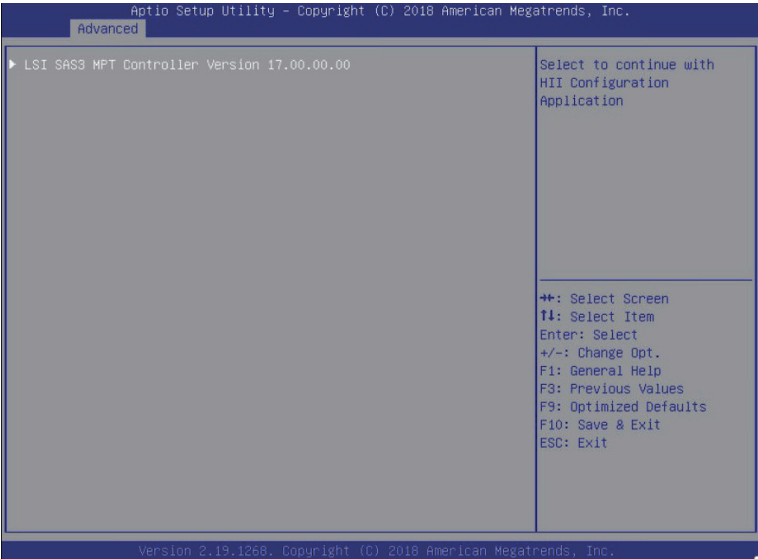 Aptio Setup Utility – Copyright (C) 2018 American Megatrends, Inc.
Advanced
▶ LSI SAS3 MPT Controller Version 17.00.00.00
Select to continue with
HII Configuration
Application
→←: Select Screen
↑↓: Select Item
Enter: Select
+/-: Change Opt.
F1: General Help
F3: Previous Values
F9: Optimized Defaults
F10: Save & Exit
ESC: Exit
Version 2.19.1268. Copyright (C) 2018 American Megatrends, Inc.